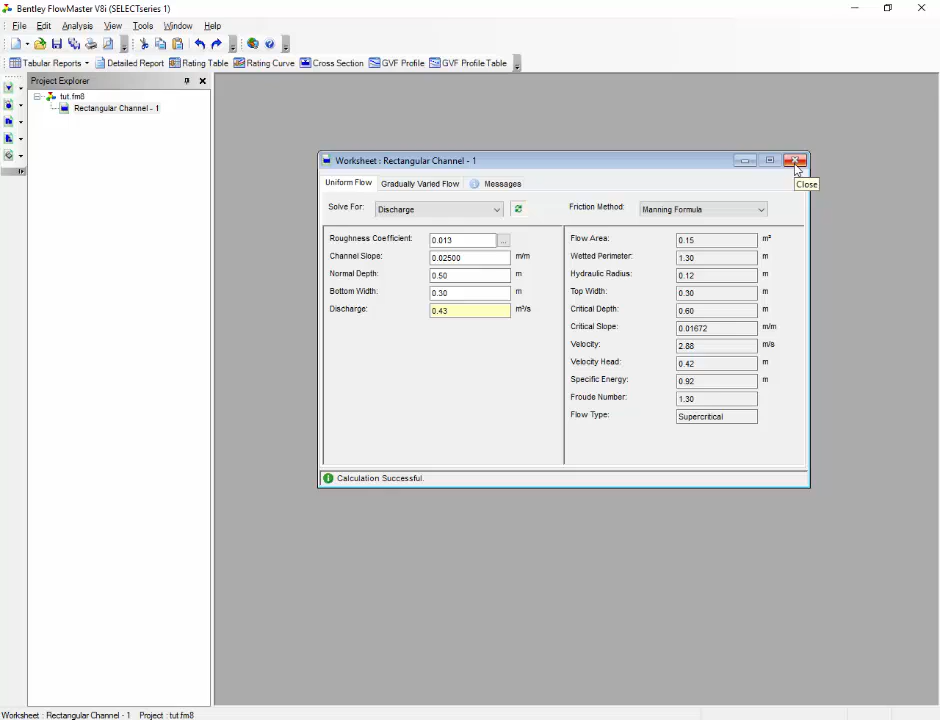 Bentley FlowMaster V8i (SELECTseries 1)
File Edit Analysis View Tools Window Help
Tabular Reports Detailed Report Rating Table Rating Curve Cross Section GVF Profile GVF Profile Table
Project Explorer
tut.fm8
Rectangular Channel - 1
Worksheet : Rectangular Channel - 1
Close
Uniform Flow Gradually Varied Flow Messages
Solve For: Discharge Friction Method: Manning Formula
Roughness Coefficient: 0.013 ...
Channel Slope: 0.02500 m/m
Normal Depth: 0.50 m
Bottom Width: 0.30 m
Discharge: 0.43 m³/s
Flow Area: 0.15 m²
Wetted Perimeter: 1.30 m
Hydraulic Radius: 0.12 m
Top Width: 0.30 m
Critical Depth: 0.60 m
Critical Slope: 0.01672 m/m
Velocity: 2.88 m/s
Velocity Head: 0.42 m
Specific Energy: 0.92 m
Froude Number: 1.30
Flow Type: Supercritical
Calculation Successful.
Worksheet : Rectangular Channel - 1 Project : tut.fm8